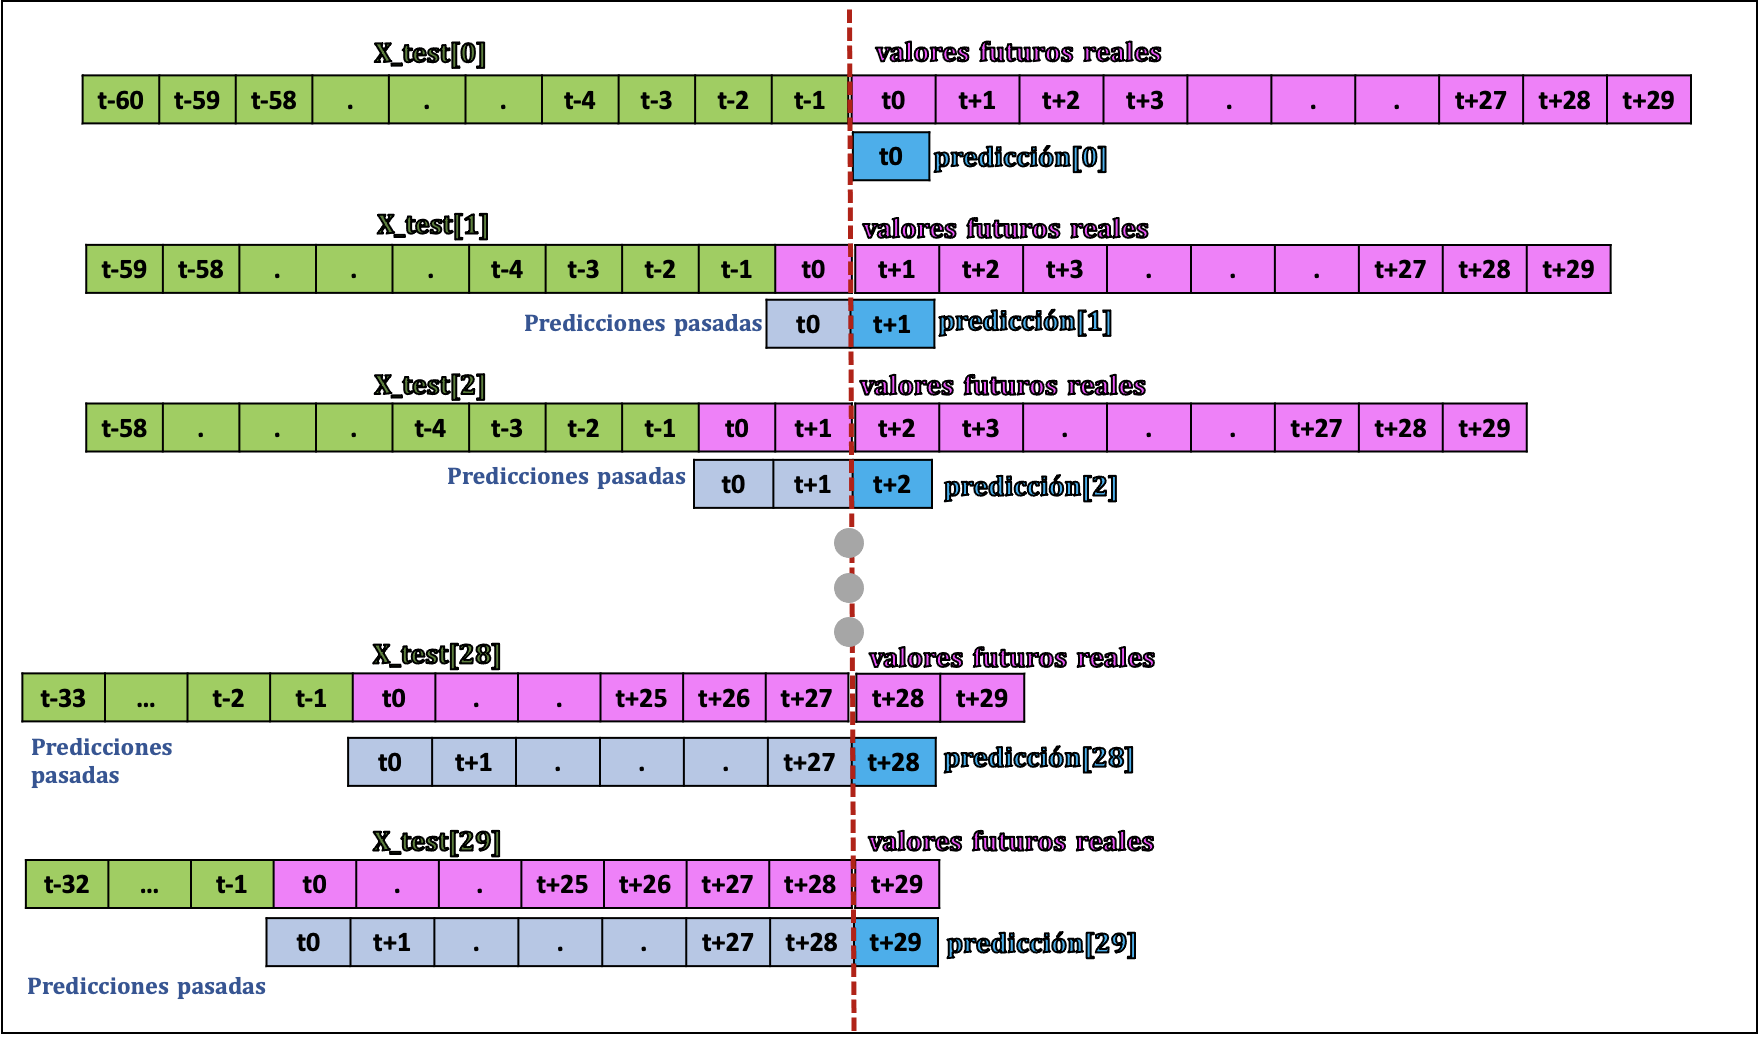 X_test[0] valores futuros reales
t-60 t-59 t-58 . . . t-4 t-3 t-2 t-1 t0 t+1 t+2 t+3 . . . t+27 t+28 t+29
t0 predicción[0]
X_test[1] valores futuros reales
t-59 t-58 . . . t-4 t-3 t-2 t-1 t0 t+1 t+2 t+3 . . . t+27 t+28 t+29
Predicciones pasadas t0 t+1 predicción[1]
X_test[2] valores futuros reales
t-58 . . . t-4 t-3 t-2 t-1 t0 t+1 t+2 t+3 . . . t+27 t+28 t+29
Predicciones pasadas t0 t+1 t+2 predicción[2]
X_test[28] valores futuros reales
t-33 ... t-2 t-1 t0 . . t+25 t+26 t+27 t+28 t+29
Predicciones
pasadas
t0 t+1 . . . t+27 t+28 predicción[28]
X_test[29] valores futuros reales
t-32 ... t-1 t0 . . t+25 t+26 t+27 t+28 t+29
t0 t+1 . . . t+27 t+28 t+29 predicción[29]
Predicciones pasadas